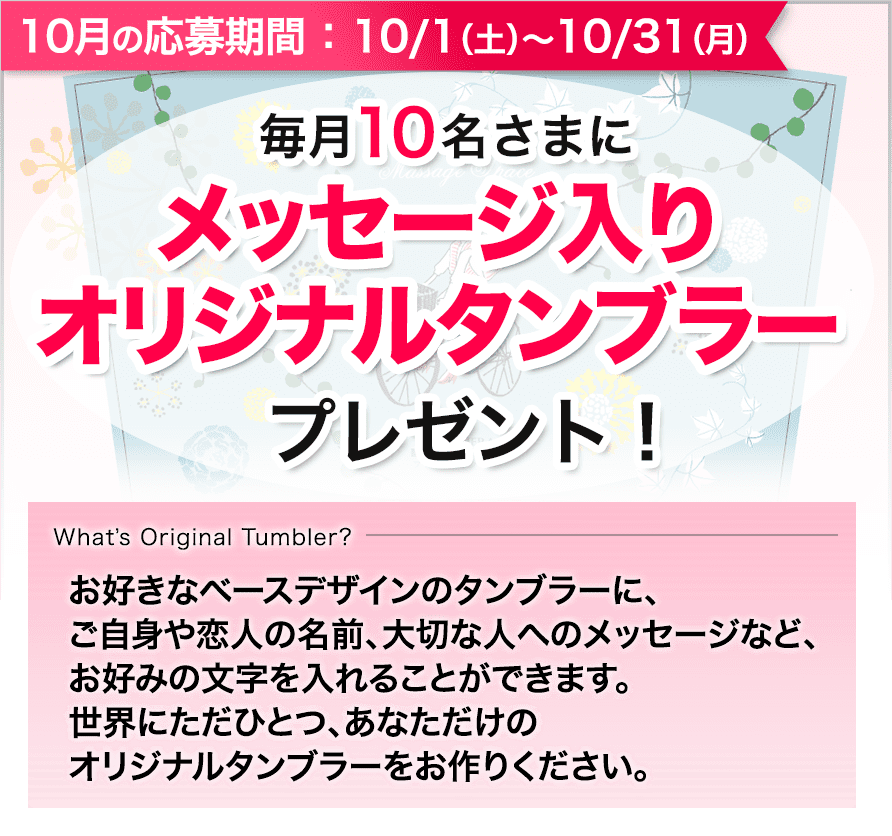 10月の応募期間：10/1（土）〜10/31（月）
毎月10名さまに
Massage Space
メッセージ入り
オリジナルタンブラー
プレゼント！
What's Original Tumbler?
お好きなベースデザインのタンブラーに、
ご自身や恋人の名前、大切な人へのメッセージなど、
お好みの文字を入れることができます。
世界にただひとつ、あなただけの
オリジナルタンブラーをお作りください。